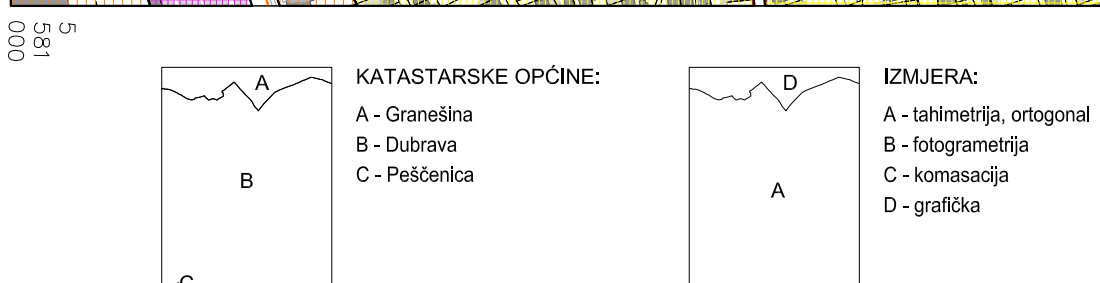 5
581
000
A
B
C
KATASTARSKE OPĆINE:
A - Granešina
B - Dubrava
C - Peščenica
D
A
IZMJERA:
A - tahimetrija, ortogonal
B - fotogrametrija
C - komasacija
D - grafička